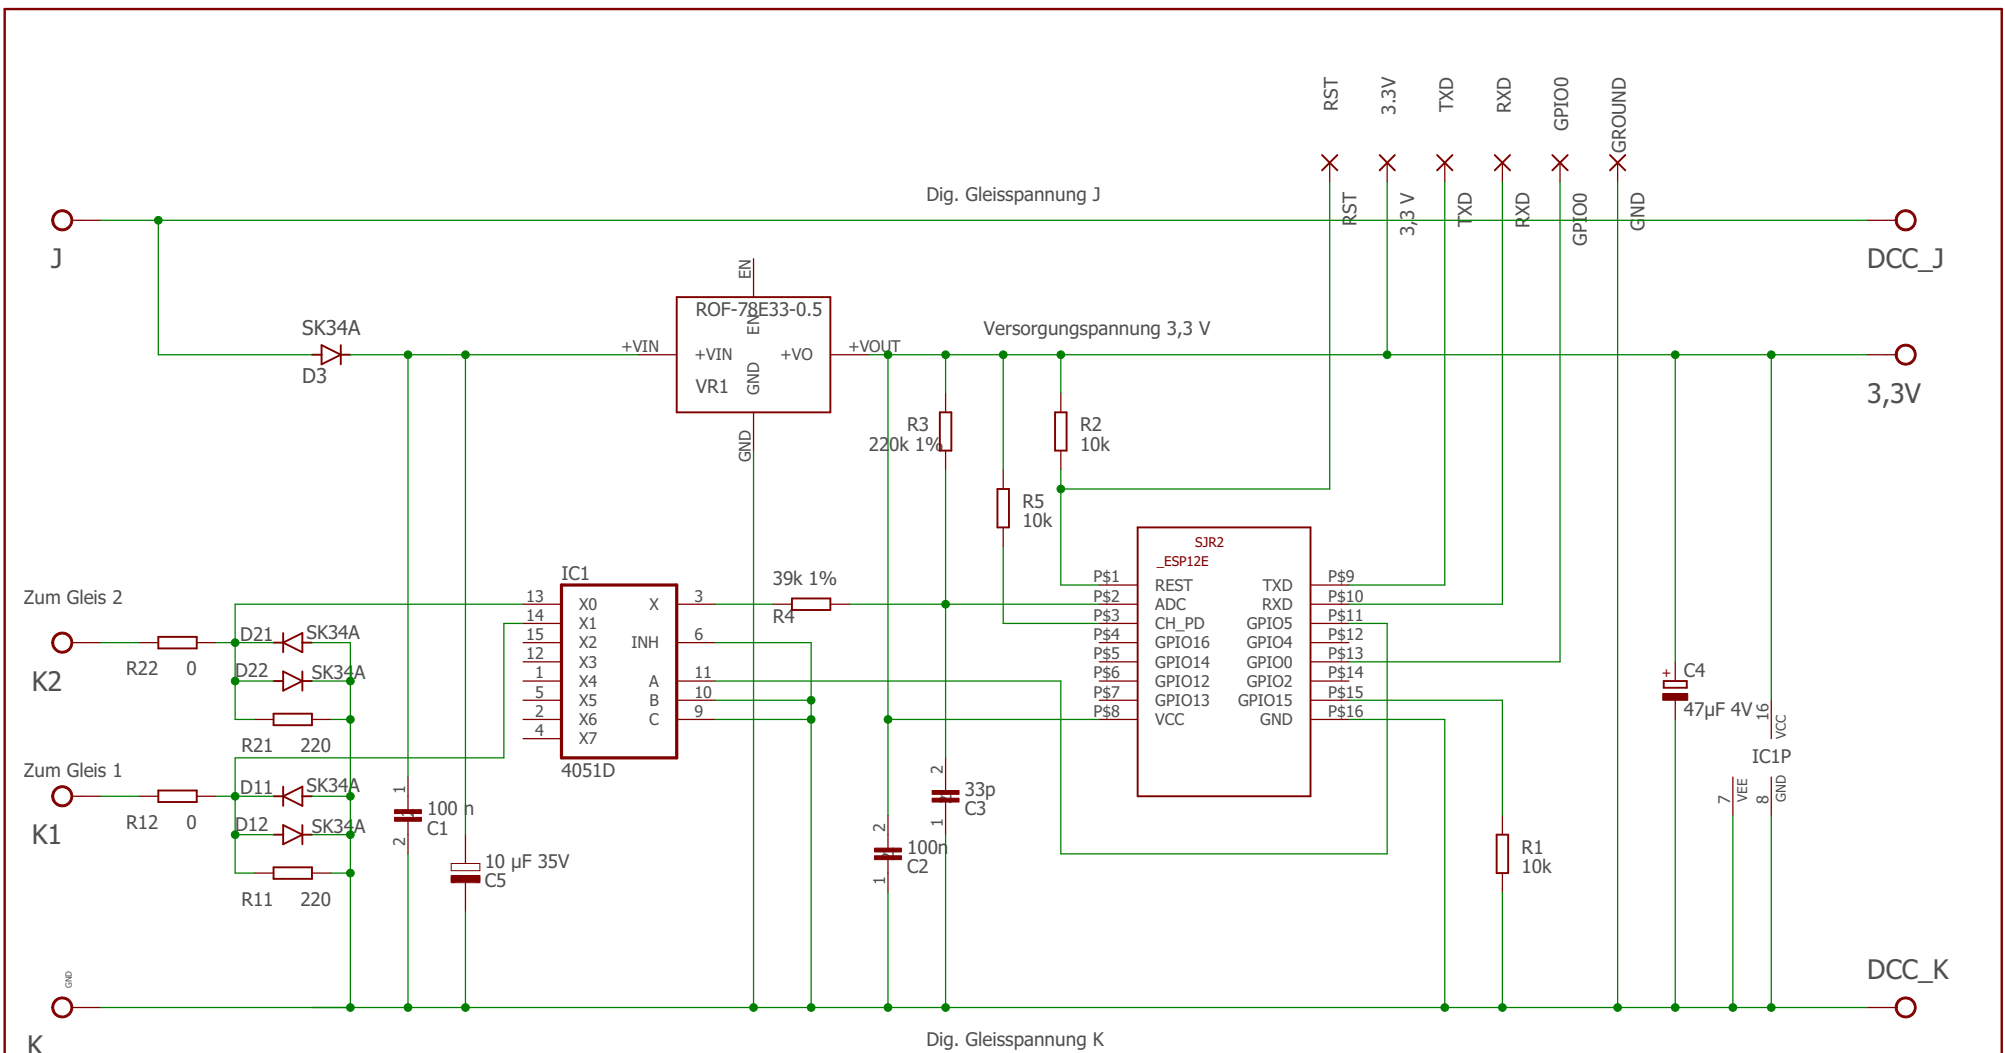 RST
3.3V
TXD
RXD
GPIO0
GROUND
Dig. Gleisspannung J
RST
3,3 V
TXD
RXD
GPIO0
GND
J
DCC_J
EN
ROF-78E33-0.5
EN
SK34A
D3
+VIN
+VIN
+VO
+VOUT
VR1
GND
GND
Versorgungspannung 3,3 V
3,3V
R3
220k 1%
R2
10k
R5
10k
SJR2
_ESP12E
P$1 REST TXD P$9
P$2 ADC RXD P$10
P$3 CH_PD GPIO5 P$11
P$4 GPIO16 GPIO4 P$12
P$5 GPIO14 GPIO0 P$13
P$6 GPIO12 GPIO2 P$14
P$7 GPIO13 GPIO15 P$15
P$8 VCC GND P$16
IC1
13 X0 X 3
14 X1
15 X2 INH 6
12 X3
1 X4 A 11
5 X5 B 10
2 X6 C 9
4 X7
4051D
39k 1%
R4
Zum Gleis 2
K2
R22 0
D21 SK34A
D22 SK34A
R21 220
Zum Gleis 1
K1
R12 0
D11 SK34A
D12 SK34A
R11 220
1
100 n
C1
2
10 µF 35V
C5
2
33p
C3
1
2
100n
C2
1
+ C4
47µF 4V
16 VCC
IC1P
7 VEE
8 GND
R1
10k
GND
K
DCC_K
Dig. Gleisspannung K